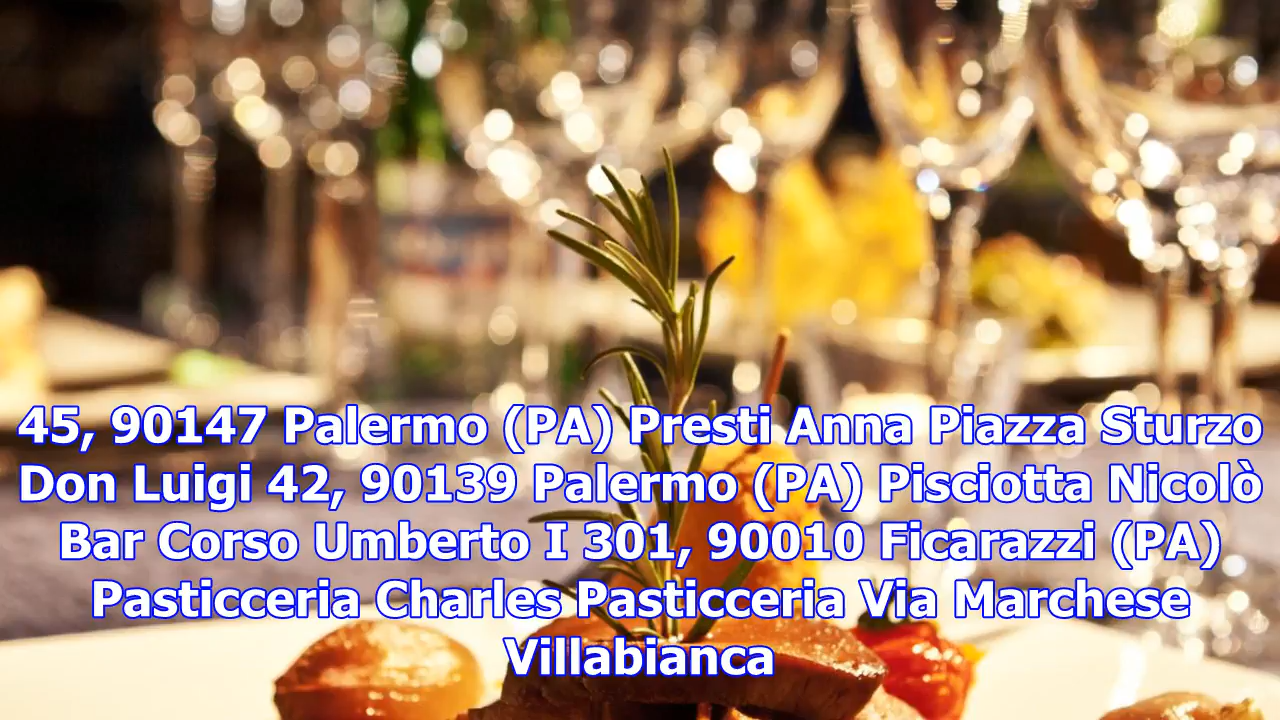 45, 90147 Palermo (PA) Presti Anna Piazza Sturzo
Don Luigi 42, 90139 Palermo (PA) Pisciotta Nicolò
Bar Corso Umberto I 301, 90010 Ficarazzi (PA)
Pasticceria Charles Pasticceria Via Marchese
Villabianca